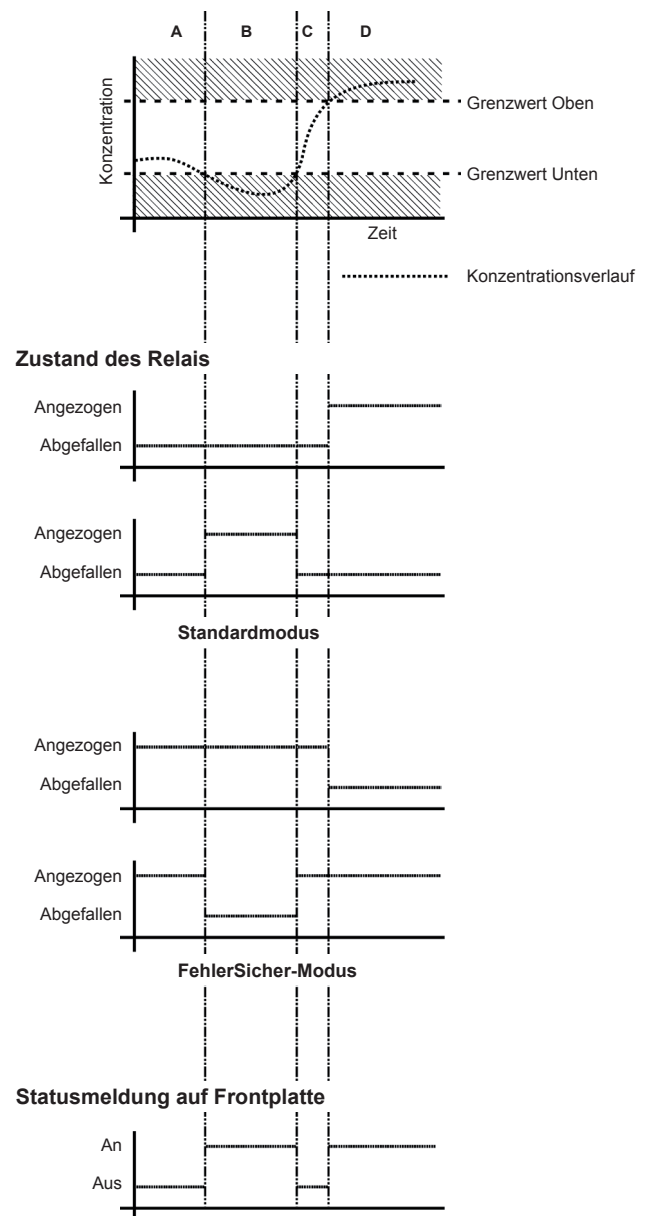 A B C D
Konzentration
Grenzwert Oben
Grenzwert Unten
Zeit
Konzentrationsverlauf
Zustand des Relais
Angezogen
Abgefallen
Angezogen
Abgefallen
Standardmodus
Angezogen
Abgefallen
Angezogen
Abgefallen
FehlerSicher-Modus
Statusmeldung auf Frontplatte
An
Aus